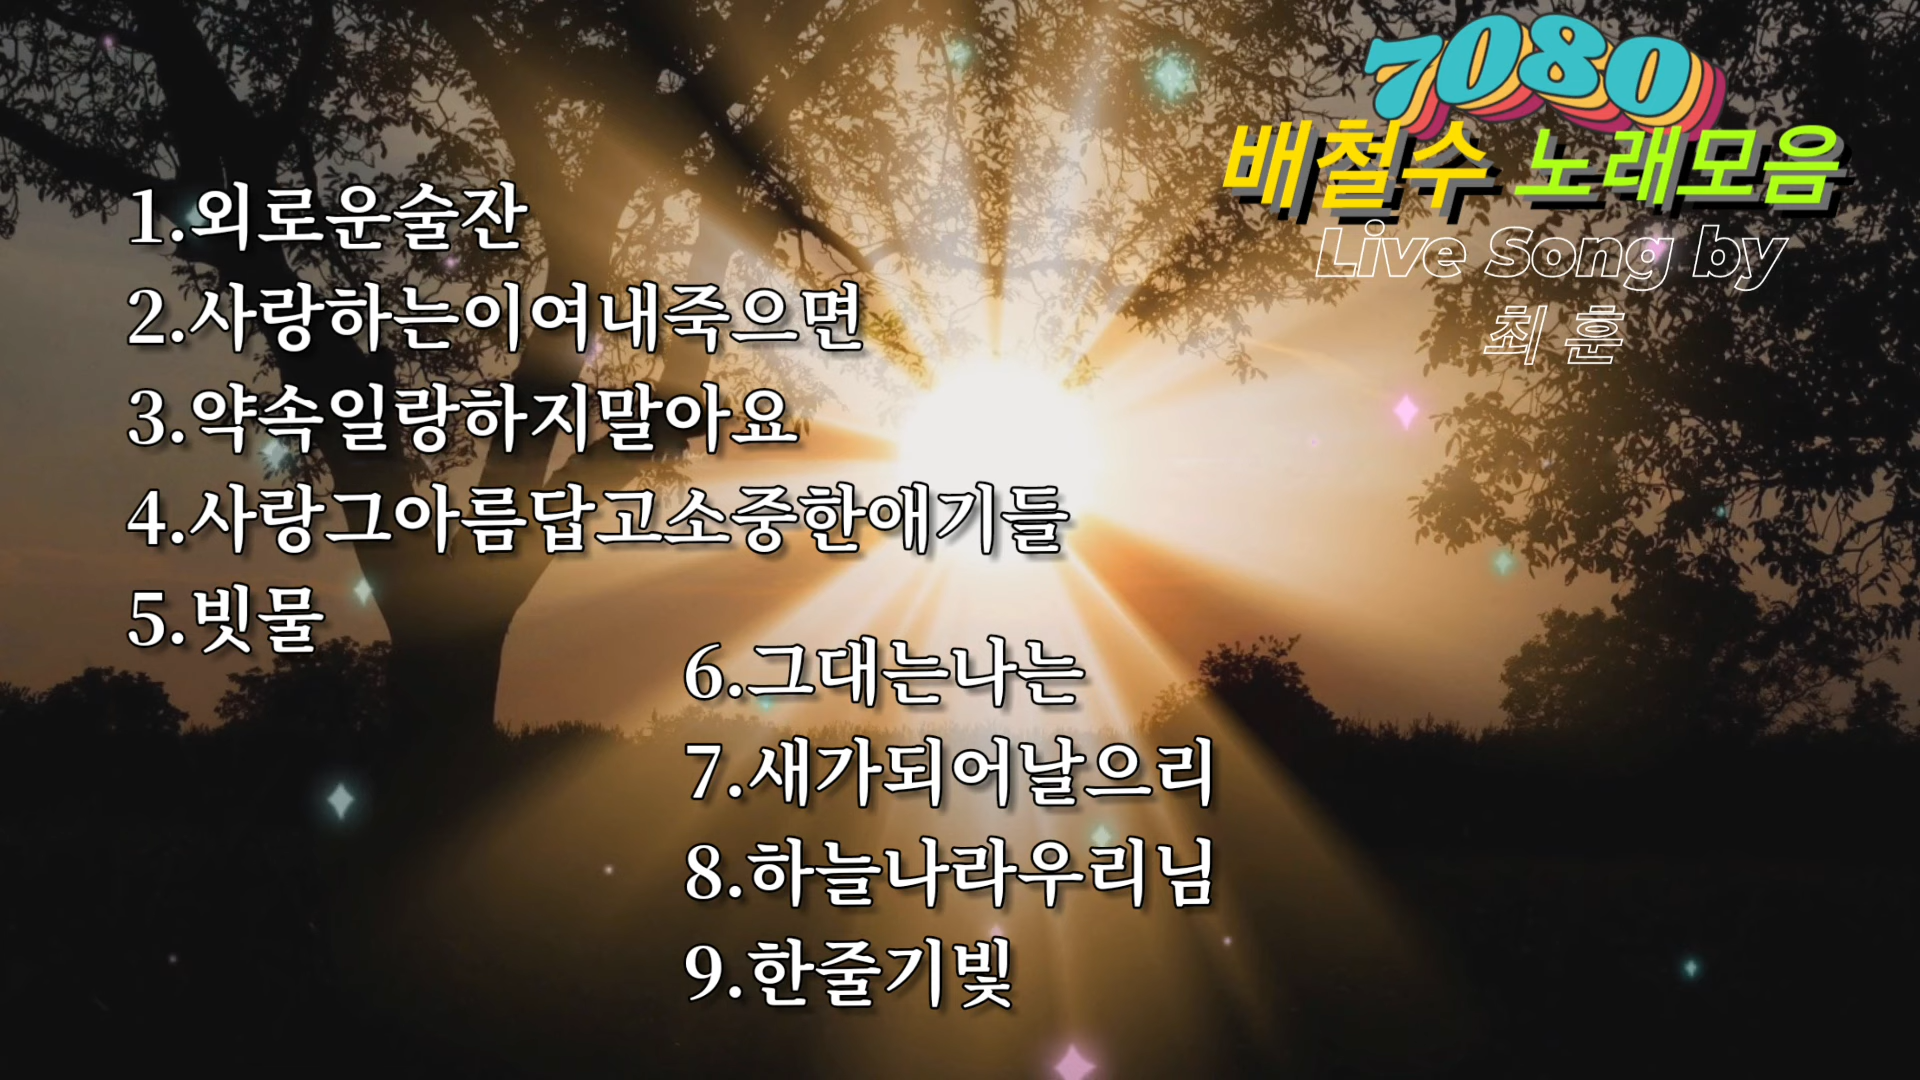 7080
배철수 노래모음
Live Song by
최 훈
1.외로운술잔
2.사랑하는이여내죽으면
3.약속일랑하지말아요
4.사랑그아름답고소중한얘기들
5.빗물
6.그대는나는
7.새가되어날으리
8.하늘나라우리님
9.한줄기빛